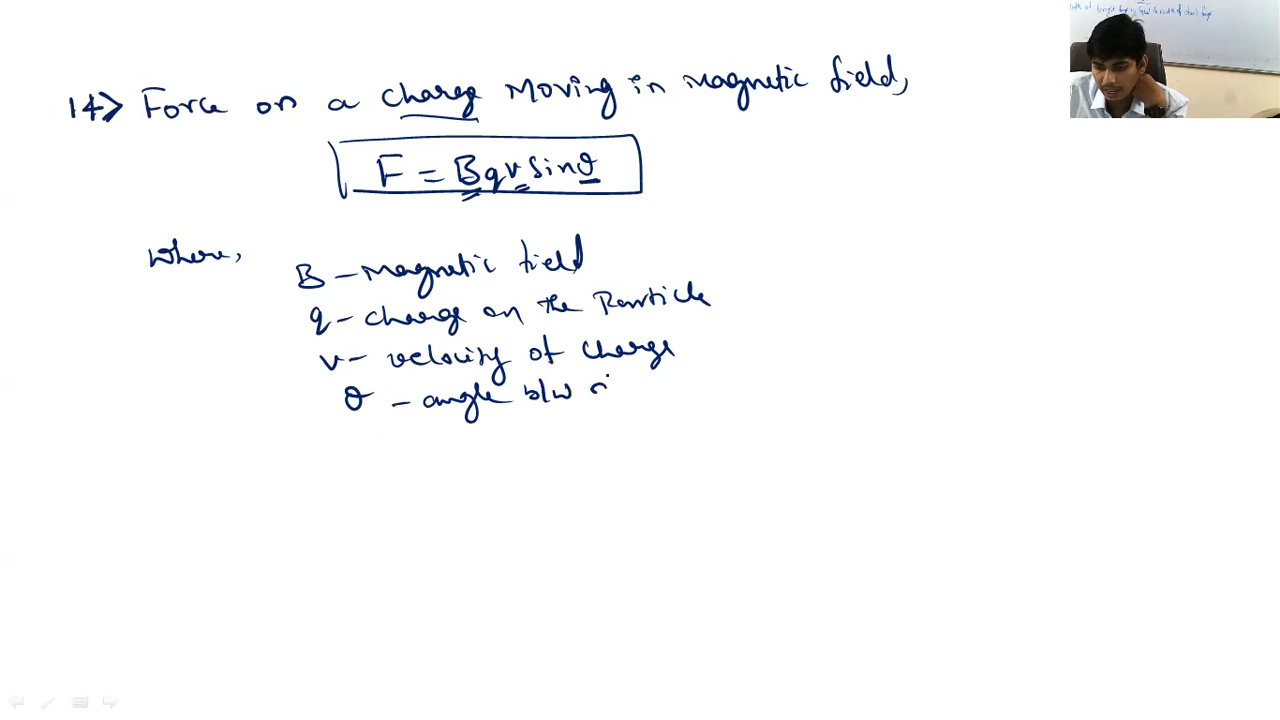 14> Force on a charge moving in magnetic field,
F = Bqv sinθ
where,
B - magnetic field
q - charge on the Particle
v - velocity of charge
θ - angle b/w